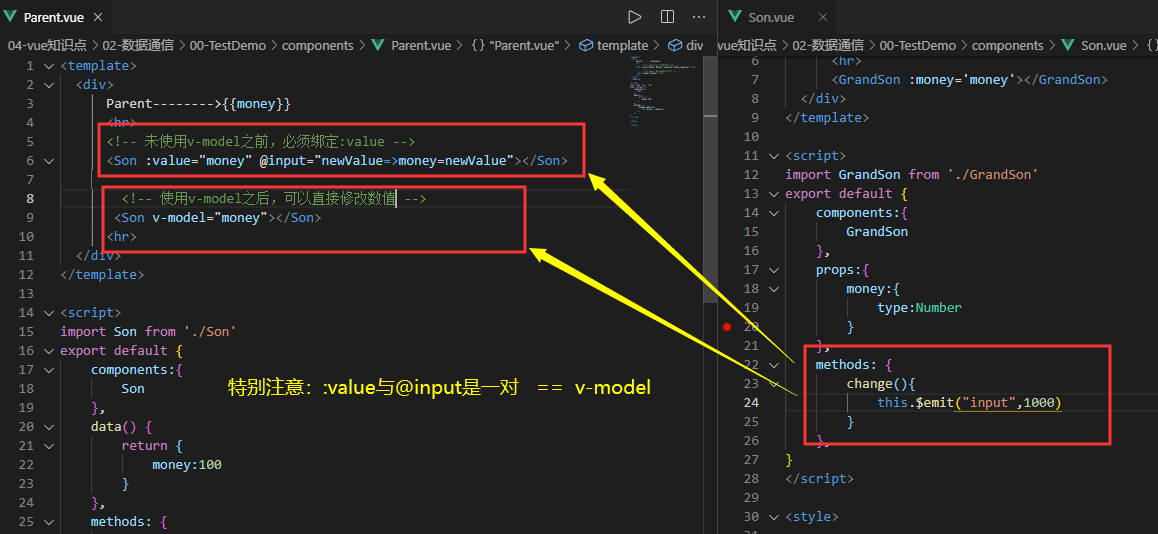 Parent.vue
04-vue知识点 > 02-数据通信 > 00-TestDemo > components > Parent.vue > {} "Parent.vue" > template > div
1 <template>
2 <div>
3 Parent-------->{{money}}
4 <hr>
5 <!-- 未使用v-model之前，必须绑定:value -->
6 <Son :value="money" @input="newValue=>money=newValue"></Son>
7
8 <!-- 使用v-model之后，可以直接修改数值 -->
9 <Son v-model="money"></Son>
10 <hr>
11 </div>
12 </template>
13
14 <script>
15 import Son from './Son'
16 export default {
17 components:{
18 Son
19 },
20 data() {
21 return {
22 money:100
23 }
24 },
25 methods: {
特别注意：:value与@input是一对 == v-model
Son.vue
vue知识点 > 02-数据通信 > 00-TestDemo > components > Son.vue > {}
6 <hr>
7 <GrandSon :money='money'></GrandSon>
8 </div>
9 </template>
10
11 <script>
12 import GrandSon from './GrandSon'
13 export default {
14 components:{
15 GrandSon
16 },
17 props:{
18 money:{
19 type:Number
20 }
21 },
22 methods: {
23 change(){
24 this.$emit("input",1000)
25 }
26 },
27 }
28 </script>
29
30 <style>
31